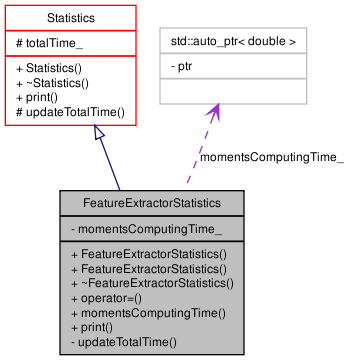 Statistics
# totalTime_
+ Statistics()
+ ~Statistics()
+ print()
# updateTotalTime()
std::auto_ptr< double >
- ptr
momentsComputingTime_
FeatureExtractorStatistics
- momentsComputingTime_
+ FeatureExtractorStatistics()
+ FeatureExtractorStatistics()
+ ~FeatureExtractorStatistics()
+ operator=()
+ momentsComputingTime()
+ print()
- updateTotalTime()